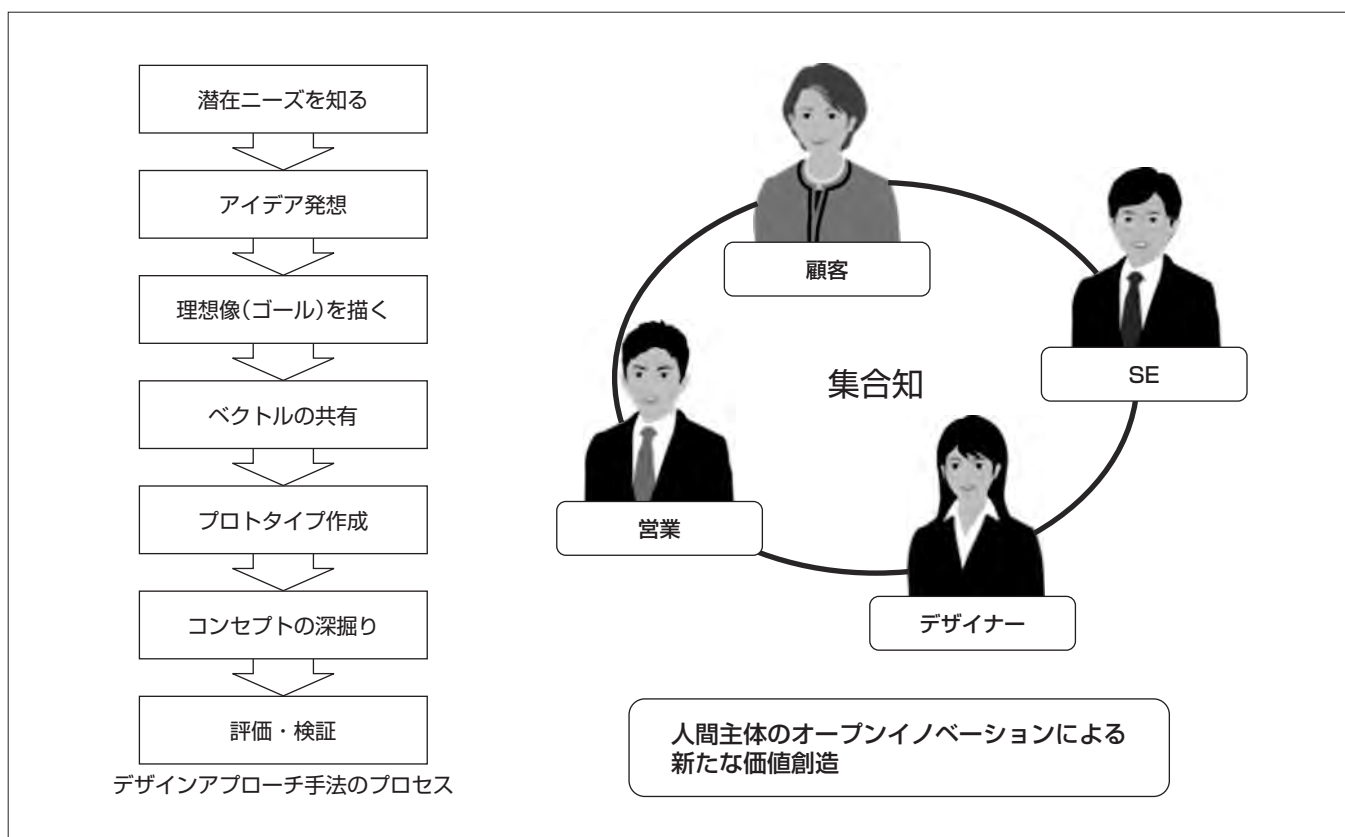 潜在ニーズを知る
アイデア発想
理想像(ゴール)を描く
ベクトルの共有
プロトタイプ作成
コンセプトの深掘り
評価・検証
デザインアプローチ手法のプロセス
顧客
SE
集合知
営業
デザイナー
人間主体のオープンイノベーションによる
新たな価値創造